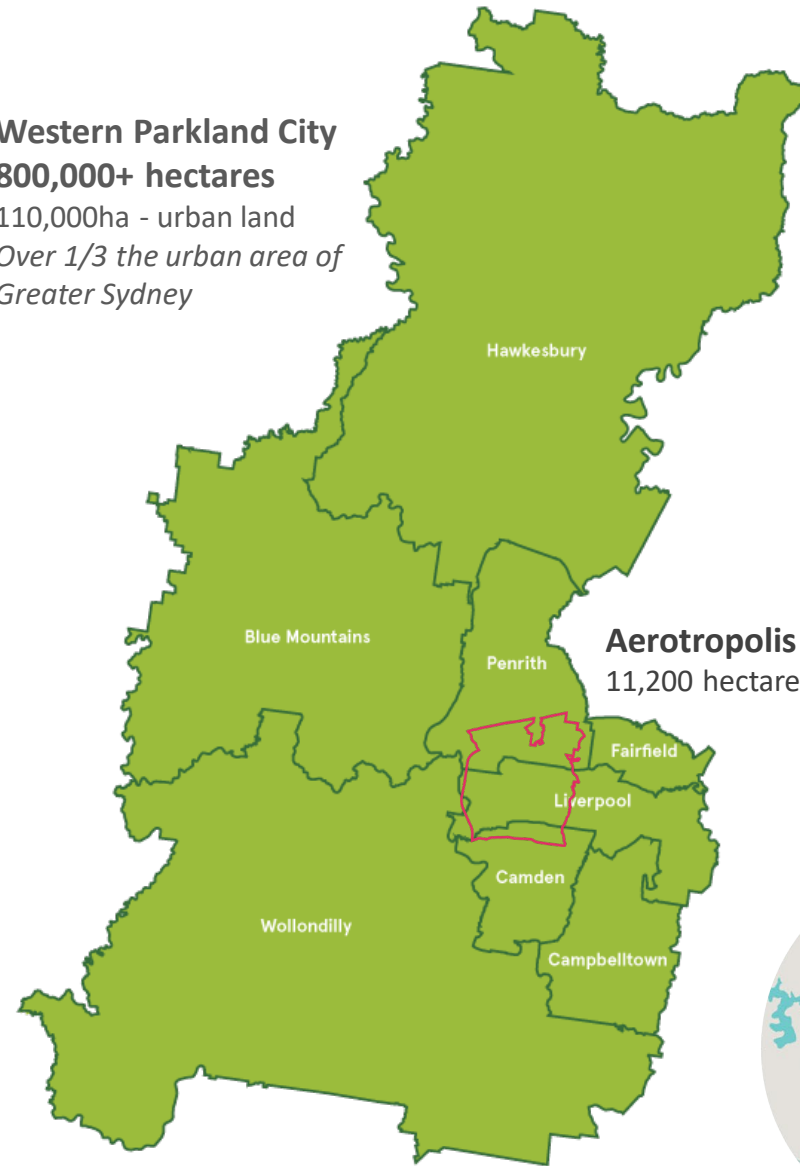 Western Parkland City
800,000+ hectares
110,000ha - urban land
Over 1/3 the urban area of
Greater Sydney
Hawkesbury
Blue Mountains
Penrith
Aerotropolis
11,200 hectare
Fairfield
Liverpool
Camden
Wollondilly
Campbelltown